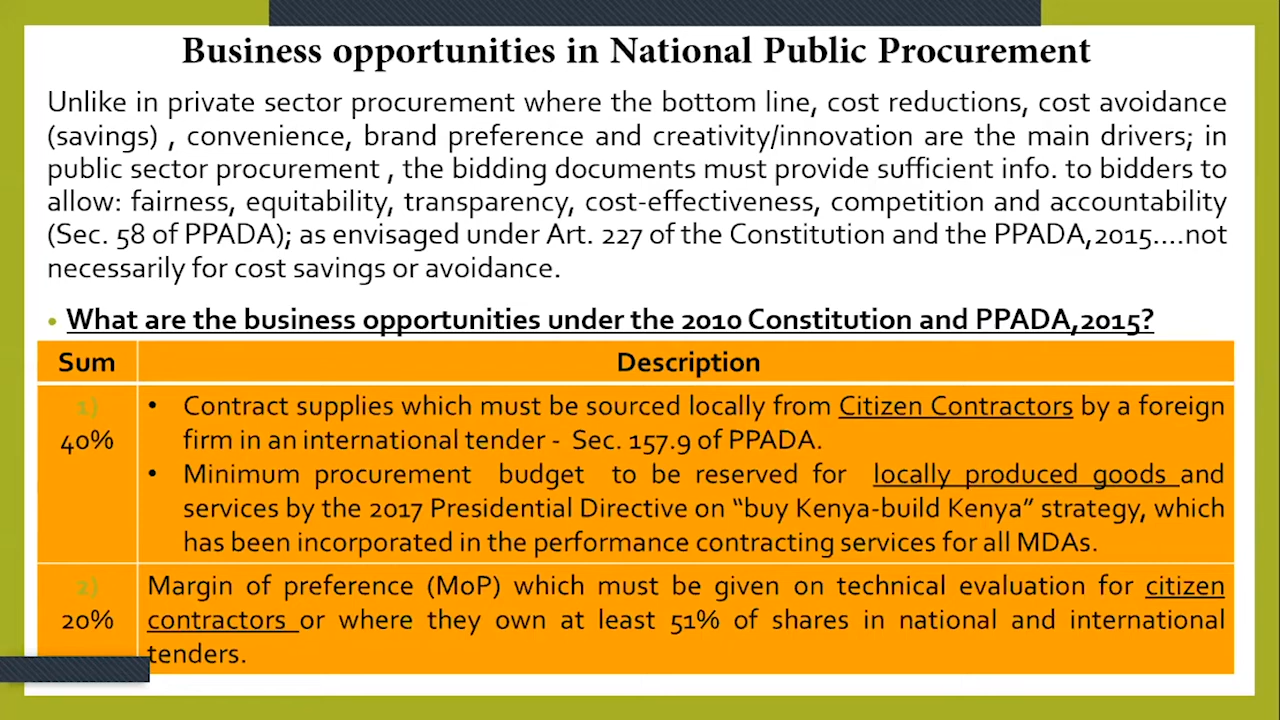 Business opportunities in National Public Procurement
Unlike in private sector procurement where the bottom line, cost reductions, cost avoidance
(savings) , convenience, brand preference and creativity/innovation are the main drivers; in
public sector procurement , the bidding documents must provide sufficient info. to bidders to
allow: fairness, equitability, transparency, cost-effectiveness, competition and accountability
(Sec. 58 of PPADA); as envisaged under Art. 227 of the Constitution and the PPADA,2015....not
necessarily for cost savings or avoidance.
• What are the business opportunities under the 2010 Constitution and PPADA,2015?
Sum Description
1)
40%
• Contract supplies which must be sourced locally from Citizen Contractors by a foreign
firm in an international tender - Sec. 157.9 of PPADA.
• Minimum procurement budget to be reserved for locally produced goods and
services by the 2017 Presidential Directive on “buy Kenya-build Kenya” strategy, which
has been incorporated in the performance contracting services for all MDAs.
2)
20%
Margin of preference (MoP) which must be given on technical evaluation for citizen
contractors or where they own at least 51% of shares in national and international
tenders.